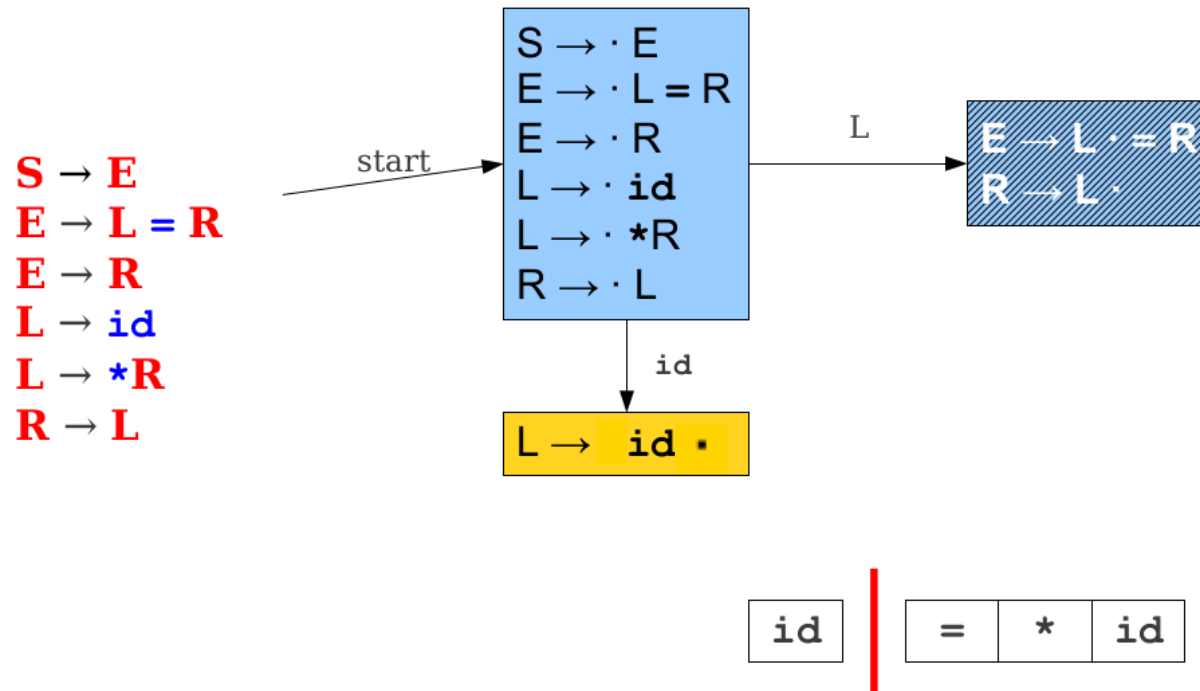 S → E
E → L = R
E → R
L → id
L → *R
R → L
start
S → · E
E → · L = R
E → · R
L → · id
L → · *R
R → · L
L
E → L · = R
R → L ·
id
L → id ·
id
= * id